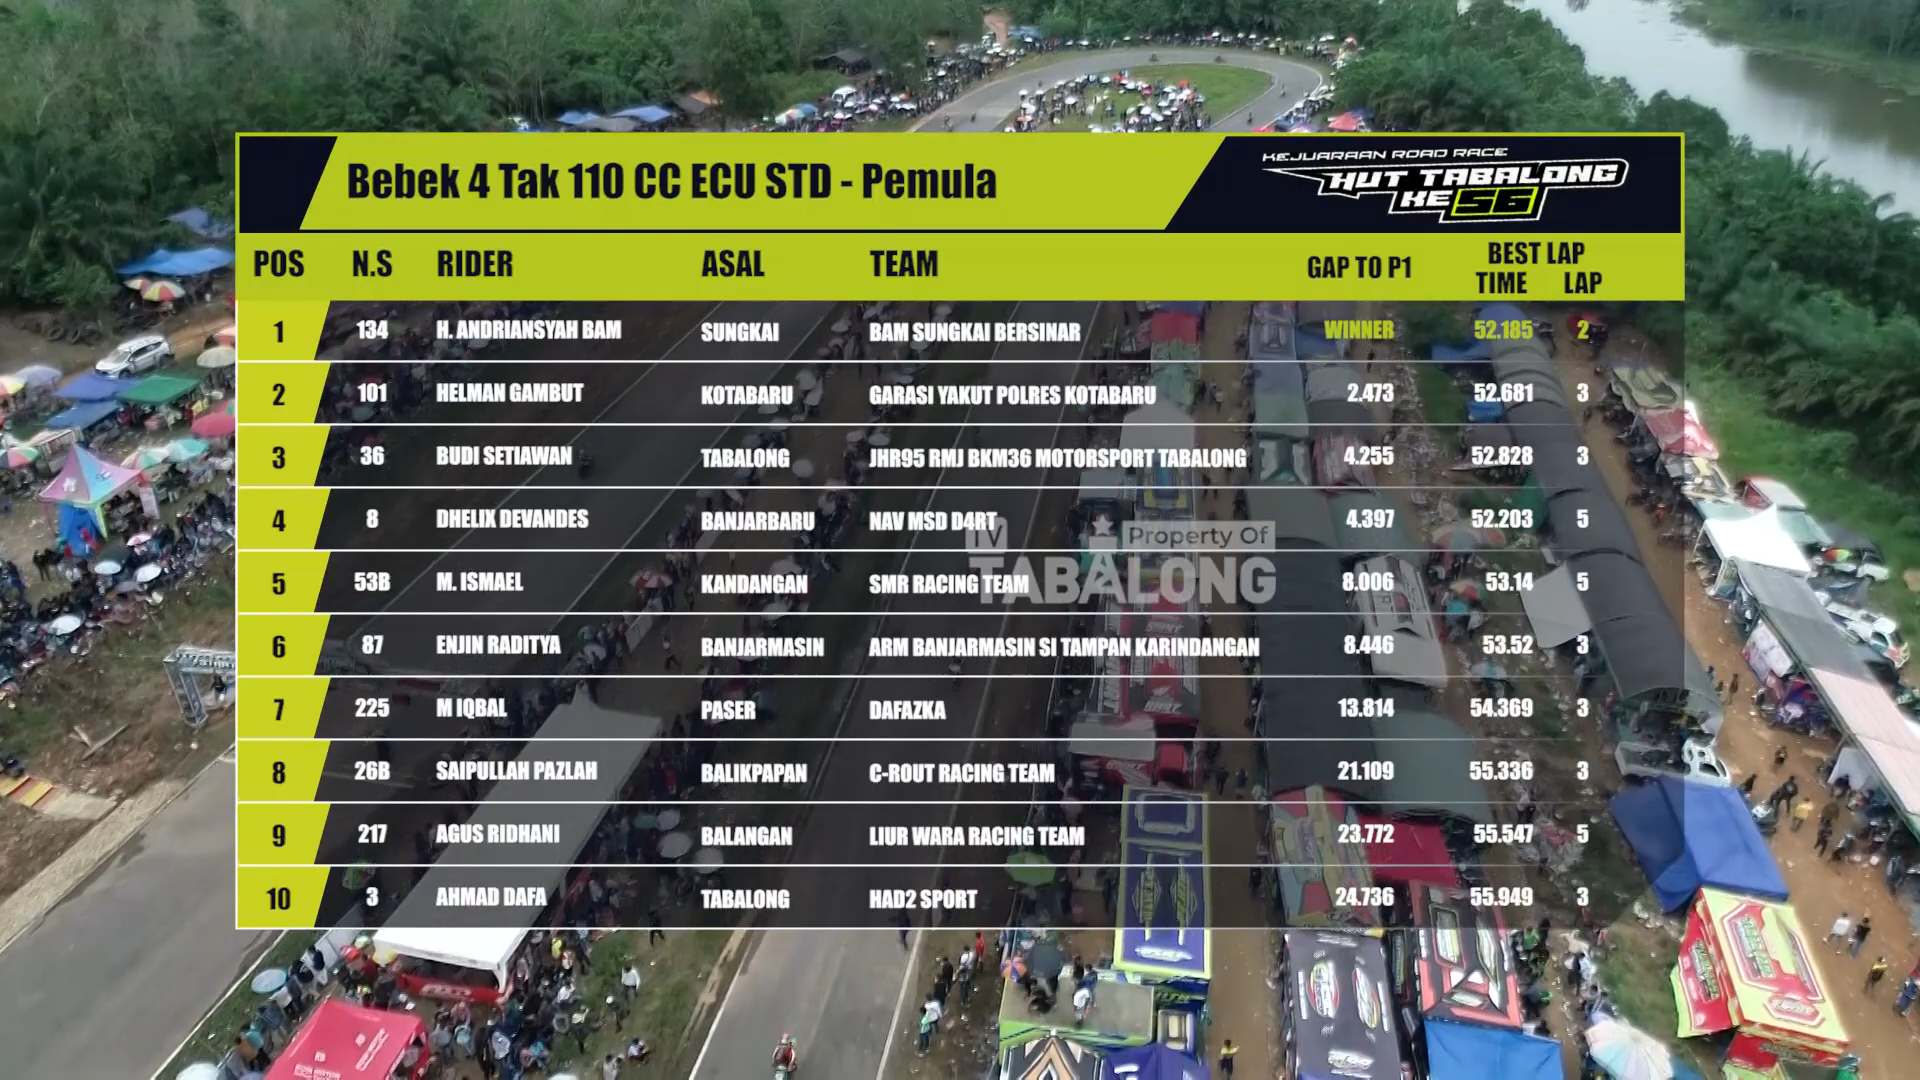 Bebek 4 Tak 110 CC ECU STD - Pemula
KEJUARAAN ROAD RACE
HUT TABALONG
KE 56
POS N.S RIDER ASAL TEAM GAP TO P1 BEST LAP
TIME LAP
1 134 H. ANDRIANSYAH BAM SUNGKAI BAM SUNGKAI BERSINAR WINNER 52.185 2
2 101 HELMAN GAMBUT KOTABARU GARASI YAKUT POLRES KOTABARU 2.473 52.681 3
3 36 BUDI SETIAWAN TABALONG JHR95 RMJ BKM36 MOTORSPORT TABALONG 4.255 52.828 3
4 8 DHELIX DEVANDES BANJARBARU NAV MSD D4RT 4.397 52.203 5
TV Property Of
TABALONG
5 53B M. ISMAEL KANDANGAN SMR RACING TEAM 8.006 53.14 5
6 87 ENJIN RADITYA BANJARMASIN ARM BANJARMASIN SI TAMPAN KARINDANGAN 8.446 53.52 3
7 225 M IQBAL PASER DAFAZKA 13.814 54.369 3
8 26B SAIPULLAH PAZLAH BALIKPAPAN C-ROUT RACING TEAM 21.109 55.336 3
9 217 AGUS RIDHANI BALANGAN LIUR WARA RACING TEAM 23.772 55.547 5
10 3 AHMAD DAFA TABALONG HAD2 SPORT 24.736 55.949 3